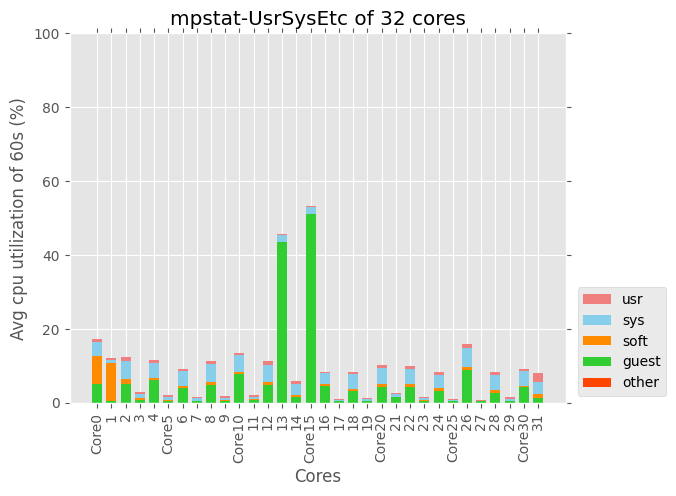 mpstat-UsrSysEtc of 32 cores
Avg cpu utilization of 60s (%)
100
80
60
40
20
0
Core0
1
2
3
4
Core5
6
7
8
9
Core10
11
12
13
14
Core15
16
17
18
19
Core20
21
22
23
24
Core25
26
27
28
29
Core30
31
Cores
usr
sys
soft
guest
other